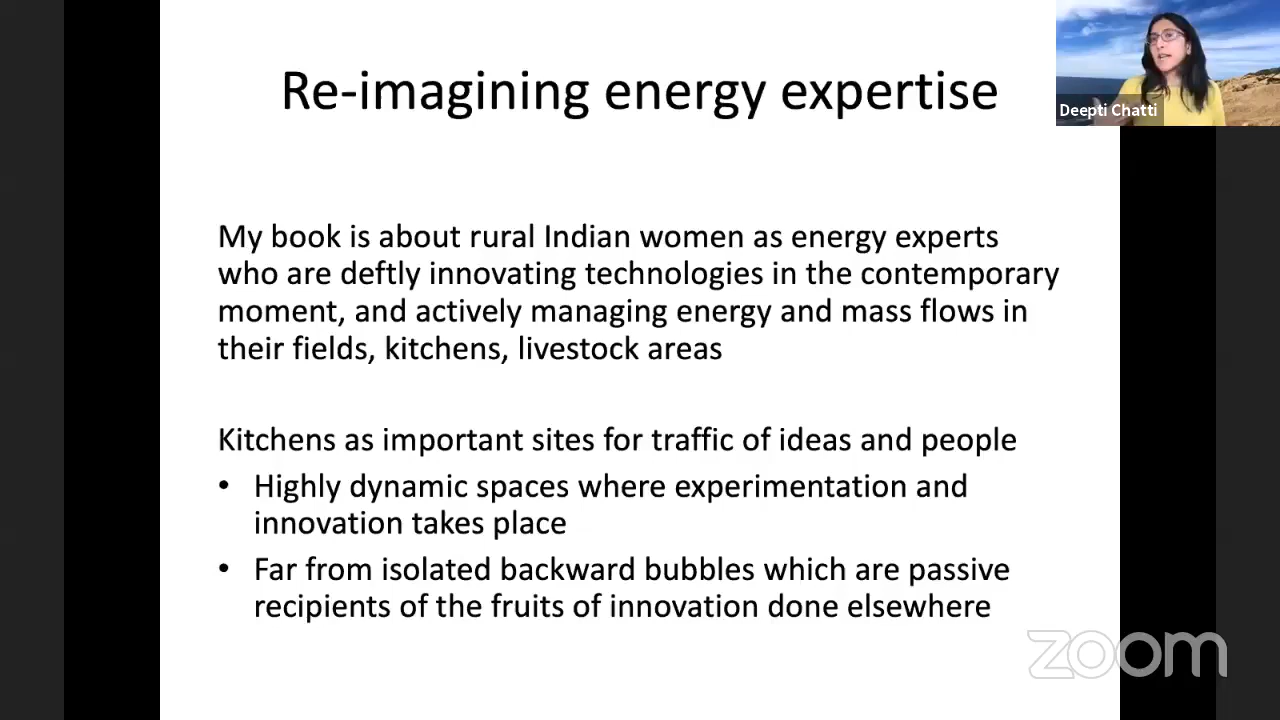 Re-imagining energy expertise
Deepti Chatti
My book is about rural Indian women as energy experts
who are deftly innovating technologies in the contemporary
moment, and actively managing energy and mass flows in
their fields, kitchens, livestock areas
Kitchens as important sites for traffic of ideas and people
• Highly dynamic spaces where experimentation and
innovation takes place
• Far from isolated backward bubbles which are passive
recipients of the fruits of innovation done elsewhere
zoom